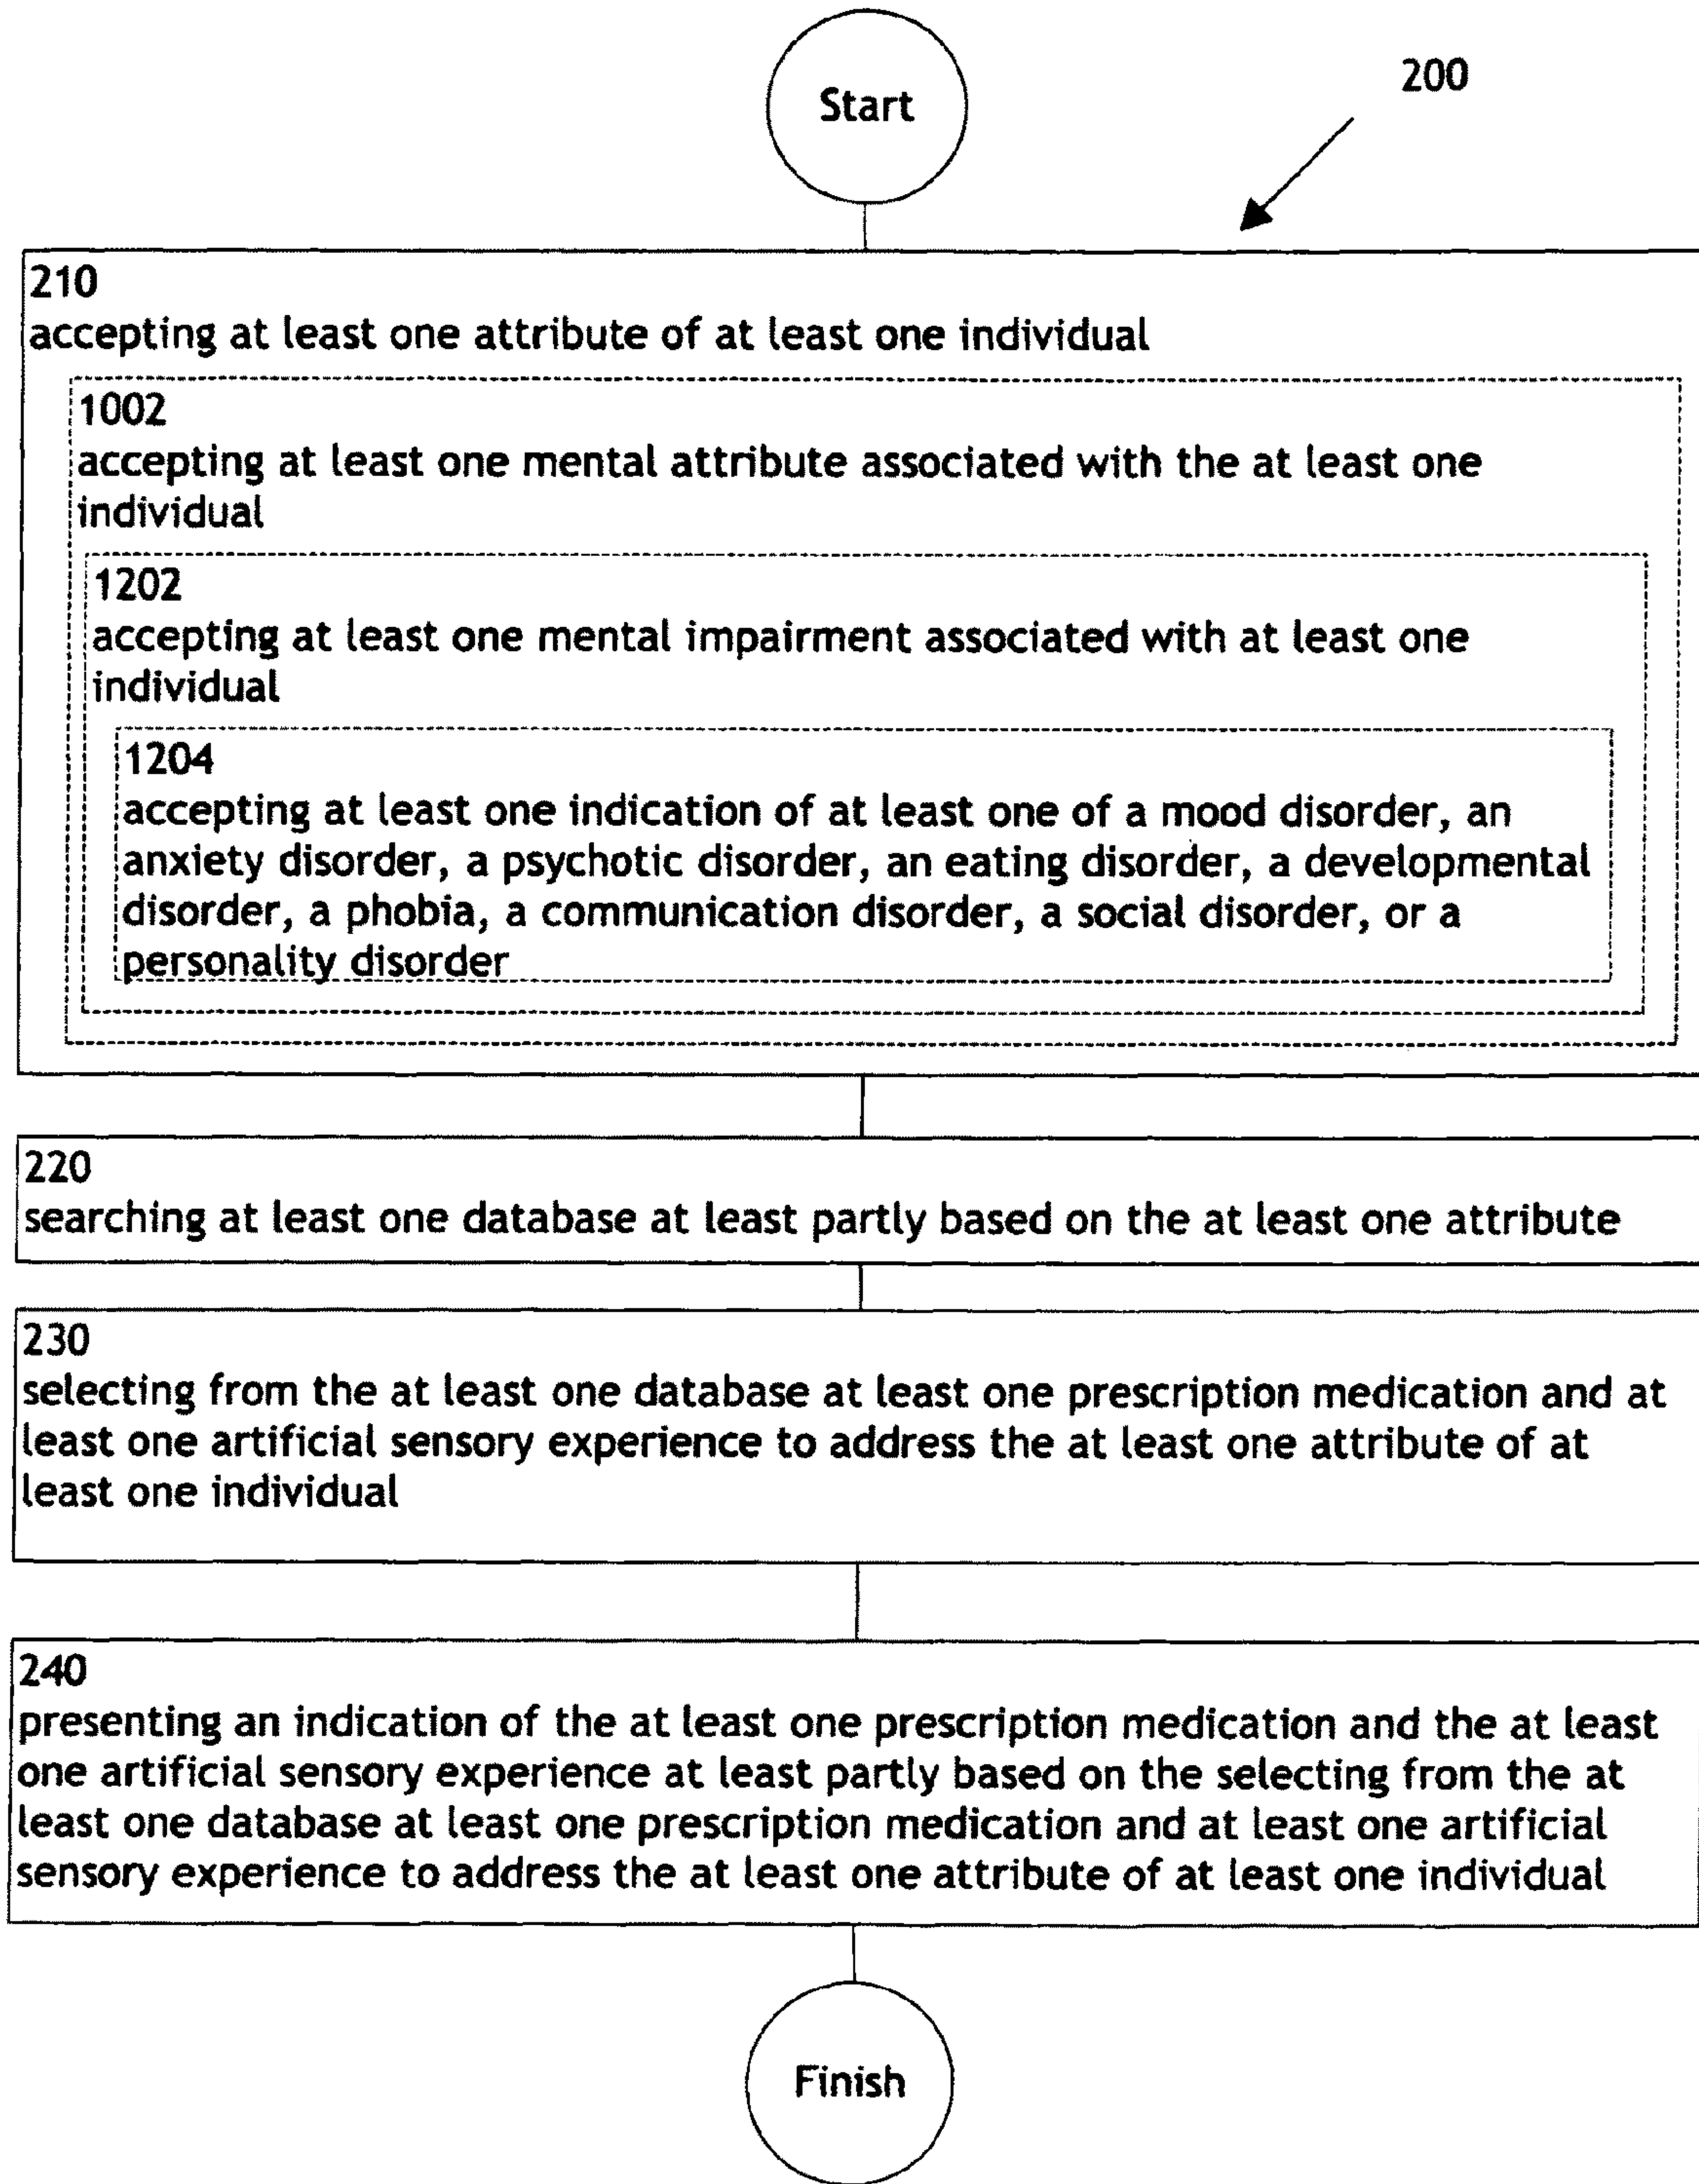 Start
200
210
accepting at least one attribute of at least one individual
1002
accepting at least one mental attribute associated with the at least one
individual
1202
accepting at least one mental impairment associated with at least one
individual
1204
accepting at least one indication of at least one of a mood disorder, an
anxiety disorder, a psychotic disorder, an eating disorder, a developmental
disorder, a phobia, a communication disorder, a social disorder, or a
personality disorder
220
searching at least one database at least partly based on the at least one attribute
230
selecting from the at least one database at least one prescription medication and at
least one artificial sensory experience to address the at least one attribute of at
least one individual
240
presenting an indication of the at least one prescription medication and the at least
one artificial sensory experience at least partly based on the selecting from the at
least one database at least one prescription medication and at least one artificial
sensory experience to address the at least one attribute of at least one individual
Finish